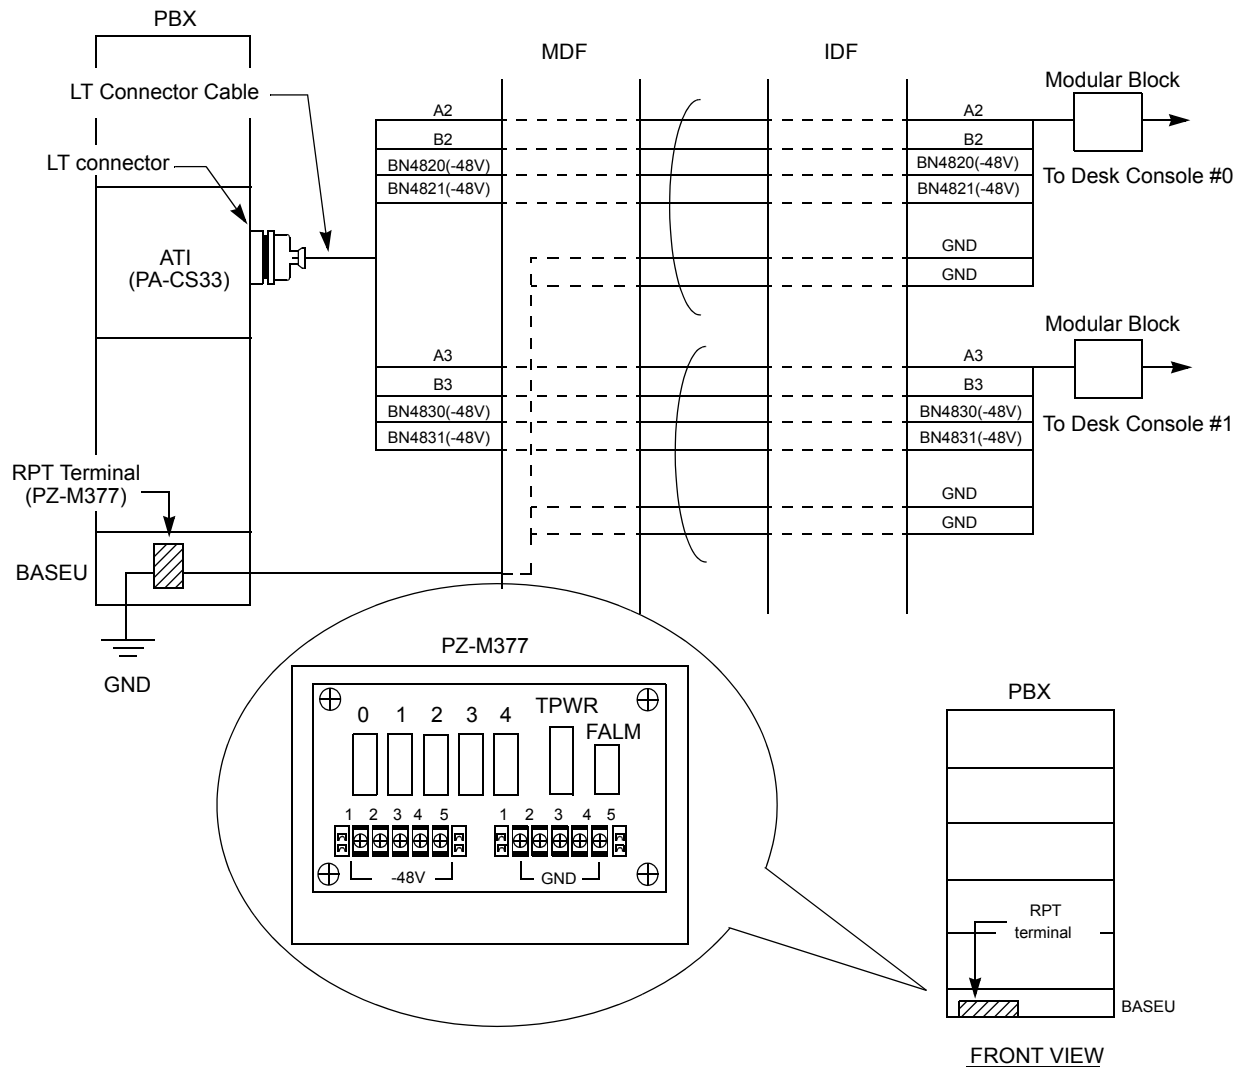 PBX
MDF
IDF
LT Connector Cable
LT connector
ATI
(PA-CS33)
RPT Terminal
(PZ-M377)
BASEU
GND
A2
B2
BN4820(-48V)
BN4821(-48V)
A3
B3
BN4830(-48V)
BN4831(-48V)
A2
B2
BN4820(-48V)
BN4821(-48V)
GND
GND
A3
B3
BN4830(-48V)
BN4831(-48V)
GND
GND
Modular Block
To Desk Console #0
Modular Block
To Desk Console #1
PZ-M377
0 1 2 3 4
TPWR
FALM
1 2 3 4 5
1 2 3 4 5
-48V
GND
PBX
RPT
terminal
BASEU
FRONT VIEW